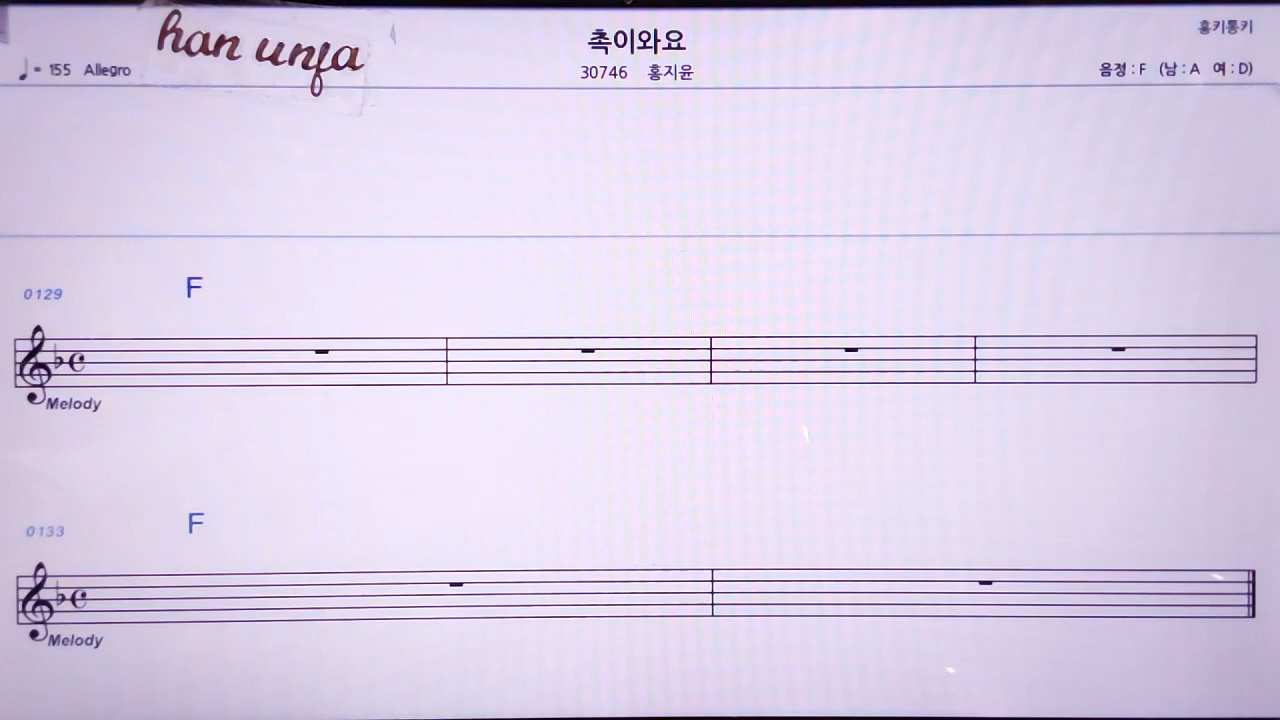 han unja
촉이와요
홍키통키
♩= 155 Allegro
30746 홍지윤
음정 : F (남 : A 여 : D)
0129 F
Melody
0133 F
Melody